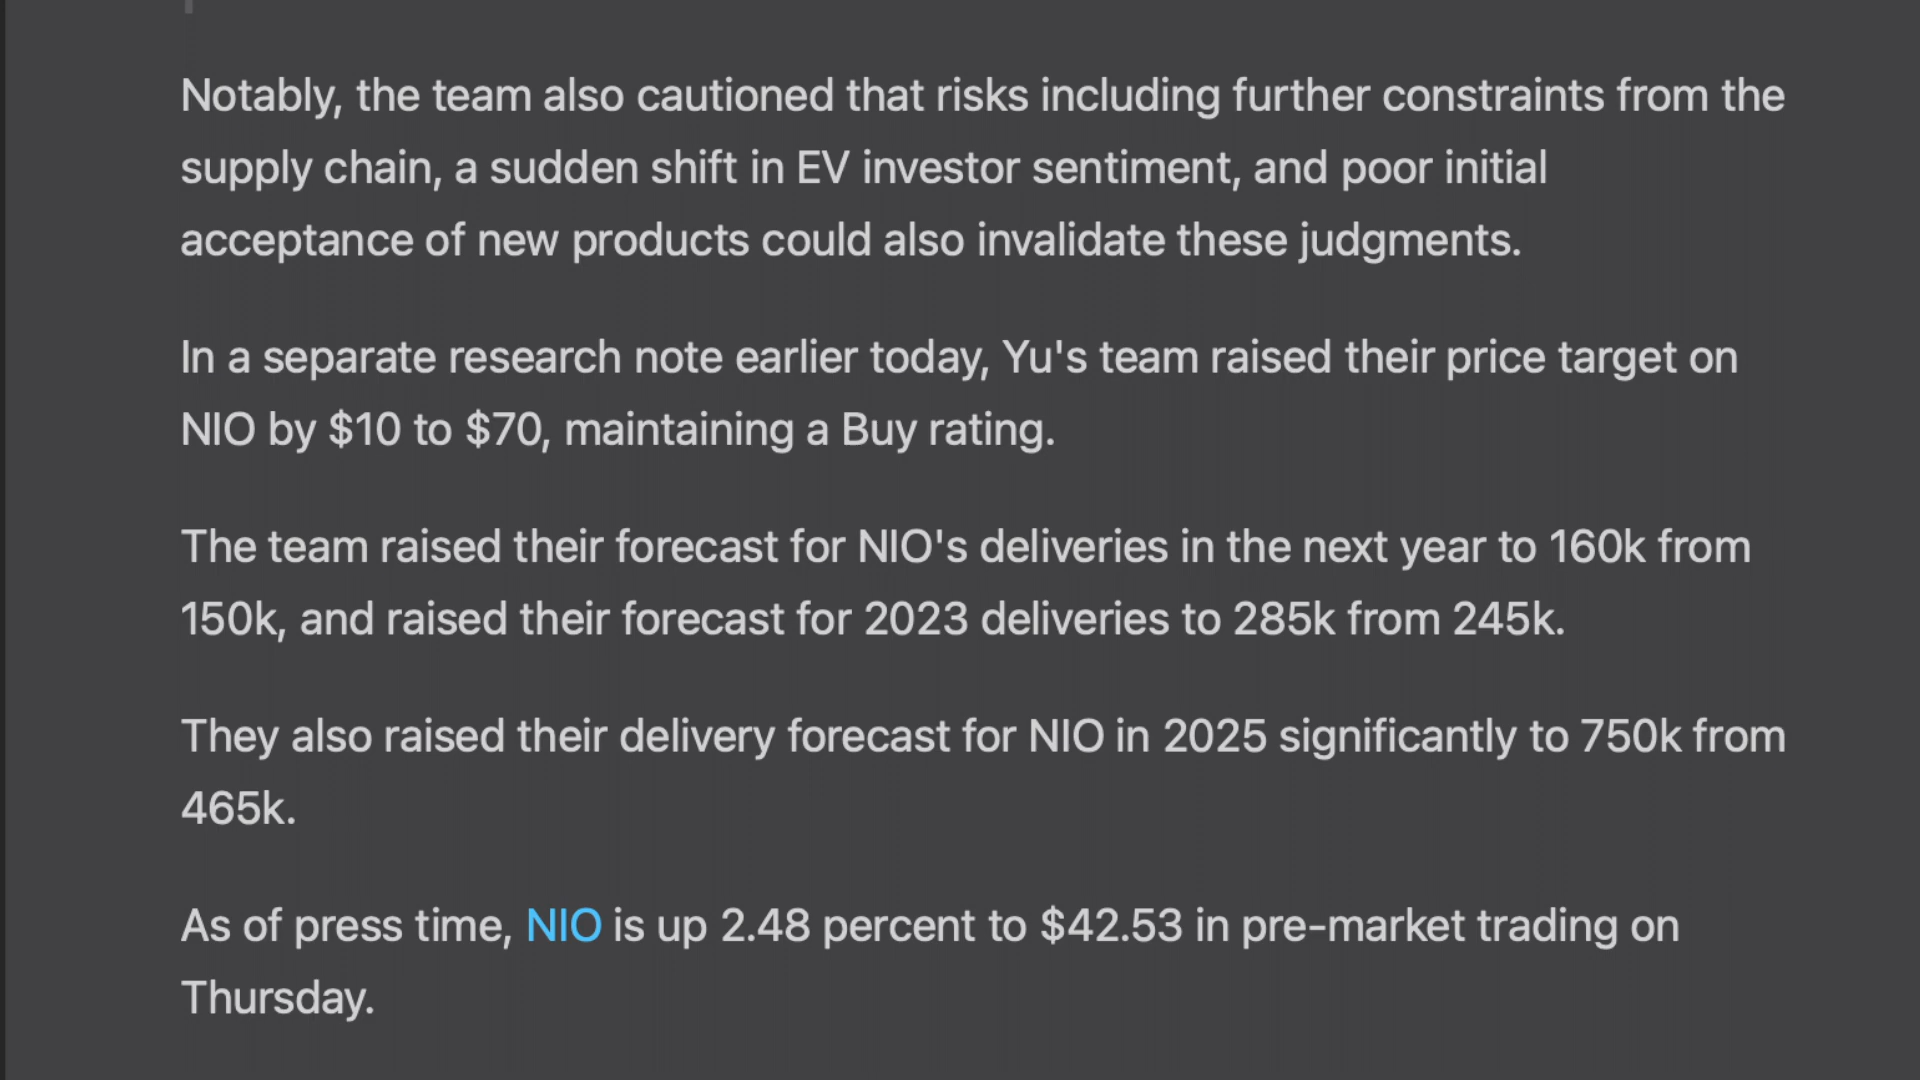 Notably, the team also cautioned that risks including further constraints from the
supply chain, a sudden shift in EV investor sentiment, and poor initial
acceptance of new products could also invalidate these judgments.
In a separate research note earlier today, Yu's team raised their price target on
NIO by $10 to $70, maintaining a Buy rating.
The team raised their forecast for NIO's deliveries in the next year to 160k from
150k, and raised their forecast for 2023 deliveries to 285k from 245k.
They also raised their delivery forecast for NIO in 2025 significantly to 750k from
465k.
As of press time, NIO is up 2.48 percent to $42.53 in pre-market trading on
Thursday.